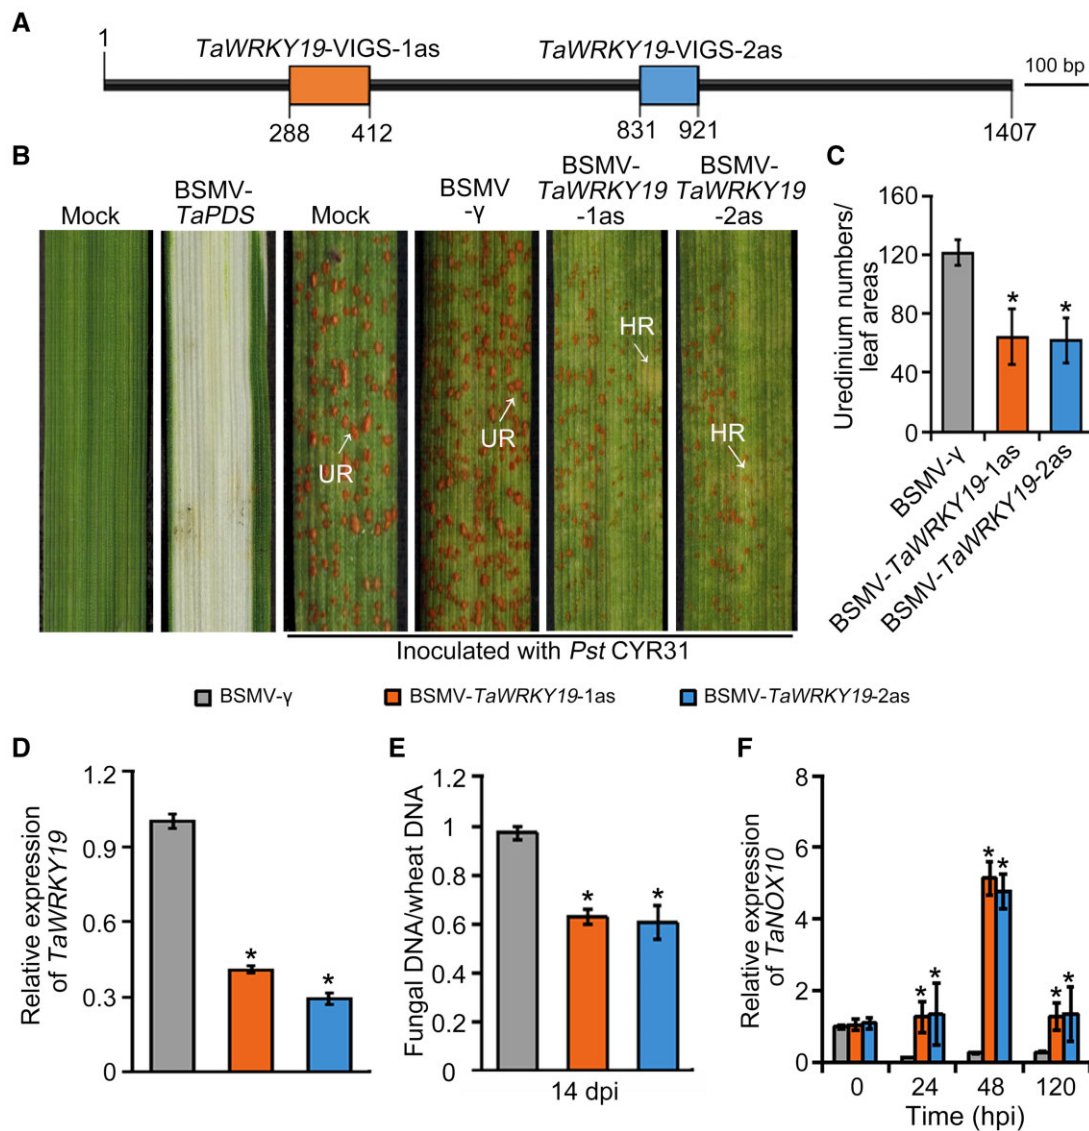 A
1
TaWRKY19-VIGS-1as
TaWRKY19-VIGS-2as
100 bp
288
412
831
921
1407
B
Mock
BSMV-
TaPDS
Mock
BSMV
-γ
BSMV-
TaWRKY19
-1as
BSMV-
TaWRKY19
-2as
UR
UR
HR
HR
Inoculated with Pst CYR31
C
Uredinium numbers/
leaf areas
160
120
80
40
0
*
*
BSMV-γ
BSMV-TaWRKY19-1as
BSMV-TaWRKY19-2as
BSMV-γ
BSMV-TaWRKY19-1as
BSMV-TaWRKY19-2as
D
Relative expression
of TaWRKY19
1.2
0.9
0.6
0.3
0
*
*
E
Fungal DNA/wheat DNA
1.2
1
0.8
0.6
0.4
0.2
0
*
*
14 dpi
F
Relative expression
of TaNOX10
8
6
4
2
0
* *
* *
* *
0 24 48 120
Time (hpi)